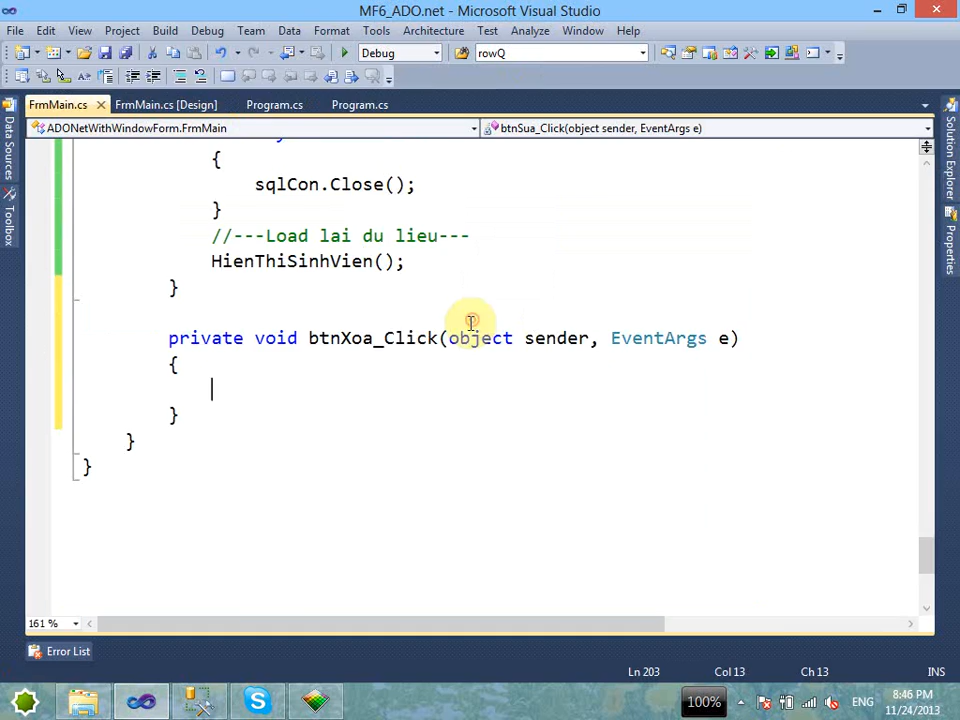 MF6_ADO.net - Microsoft Visual Studio
File Edit View Project Build Debug Team Data Format Tools Architecture Test Analyze Window Help
Debug rowQ
FrmMain.cs FrmMain.cs [Design] Program.cs Program.cs
ADONetWithWindowForm.FrmMain btnSua_Click(object sender, EventArgs e)
Data Sources
Toolbox
Solution Explorer
Properties
{
sqlCon.Close();
}
//---Load lai du lieu---
HienThiSinhVien();
}
private void btnXoa_Click(object sender, EventArgs e)
{
}
}
}
161 %
Error List
Ln 203 Col 13 Ch 13 INS
100% ENG 8:46 PM
11/24/2013